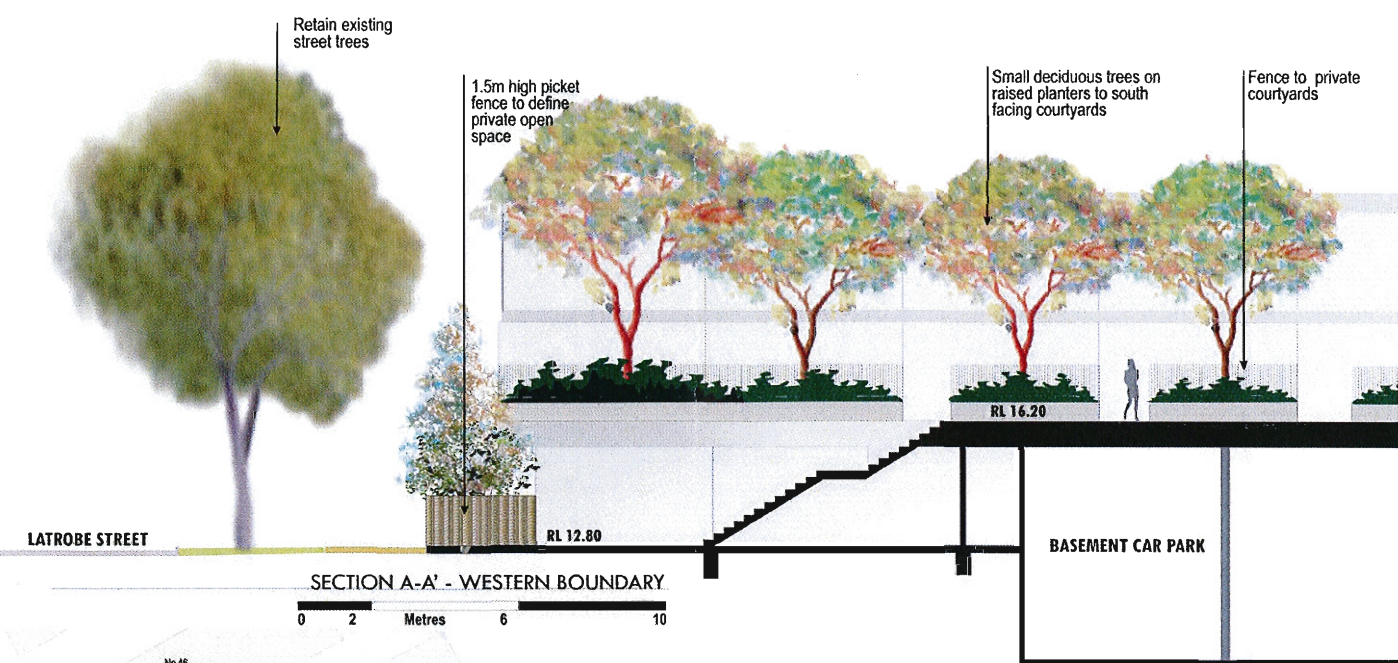 Retain existing
street trees
1.5m high picket
fence to define
private open
space
Small deciduous trees on
raised planters to south
facing courtyards
Fence to private
courtyards
RL 16.20
LATROBE STREET
RL 12.80
BASEMENT CAR PARK
SECTION A-A' - WESTERN BOUNDARY
0 2 Metres 6 10
No 46